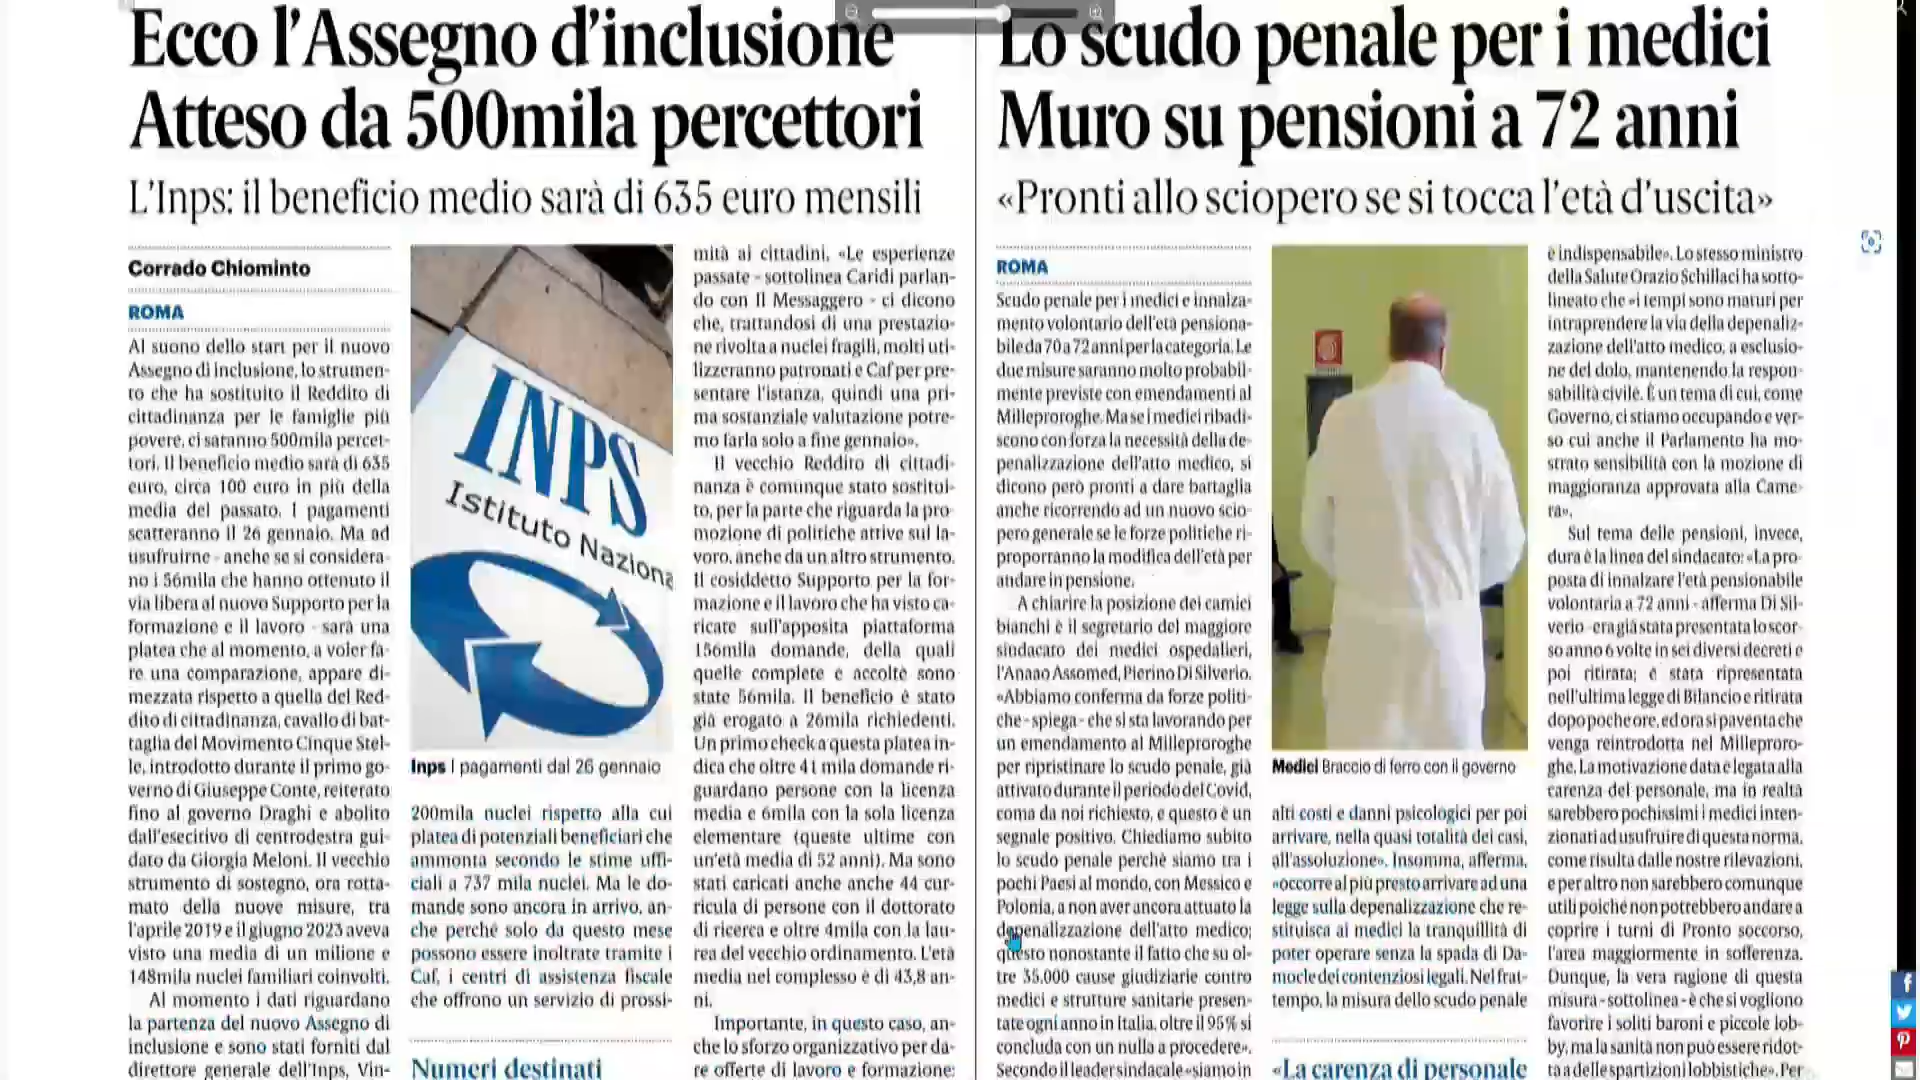 Ecco l'Assegno d'inclusione
Atteso da 500mila percettori
L'Inps: il beneficio medio sarà di 635 euro mensili
Corrado Chiominto
ROMA
Al suono dello start per il nuovo
Assegno di inclusione, lo strumen-
to che ha sostituito il Reddito di
cittadinanza per le famiglie più
povere, ci saranno 500mila percet-
tori. Il beneficio medio sarà di 635
euro, circa 100 euro in più della
media del passato. I pagamenti
scatteranno il 26 gennaio. Ma ad
usufruirne - anche se si considera-
no i 56mila che hanno ottenuto il
via libera al nuovo Supporto per la
formazione e il lavoro - sarà una
platea che al momento, a voler fa-
re una comparazione, appare di-
mezzata rispetto a quella del Red-
dito di cittadinanza, cavallo di bat-
taglia del Movimento Cinque Stel-
le, introdotto durante il primo go-
verno di Giuseppe Conte, reiterato
fino al governo Draghi e abolito
dall'esecitivo di centrodestra gui-
dato da Giorgia Meloni. Il vecchio
strumento di sostegno, ora rotta-
mato della nuove misure, tra
l'aprile 2019 e il giugno 2023 aveva
visto una media di un milione e
148mila nuclei familiari coinvolti.
Al momento i dati riguardano
la partenza del nuovo Assegno di
inclusione e sono stati forniti dal
direttore generale dell'Inps, Vin-
INPS
Istituto Naziona
Inps I pagamenti dal 26 gennaio
200mila nuclei rispetto alla cui
platea di potenziali beneficiari che
ammonta secondo le stime uffi-
ciali a 737 mila nuclei. Ma le do-
mande sono ancora in arrivo, an-
che perché solo da questo mese
possono essere inoltrate tramite i
Caf, i centri di assistenza fiscale
che offrono un servizio di prossi-
Numeri destinati
mità ai cittadini. «Le esperienze
passate - sottolinea Caridi parlan-
do con Il Messaggero - ci dicono
che, trattandosi di una prestazio-
ne rivolta a nuclei fragili, molti uti-
lizzeranno patronati e Caf per pre-
sentare l'istanza, quindi una pri-
ma sostanziale valutazione potre-
mo farla solo a fine gennaio».
Il vecchio Reddito di cittadi-
nanza è comunque stato sostitui-
to, per la parte che riguarda la pro-
mozione di politiche attive sul la-
voro, anche da un altro strumento.
Il cosiddetto Supporto per la for-
mazione e il lavoro che ha visto ca-
ricate sull'apposita piattaforma
156mila domande, della quali
quelle complete e accolte sono
state 56mila. Il beneficio è stato
già erogato a 26mila richiedenti.
Un primo check a questa platea in-
dica che oltre 41 mila domande ri-
guardano persone con la licenza
media e 6mila con la sola licenza
elementare (queste ultime con
un'età media di 52 anni). Ma sono
stati caricati anche anche 44 cur-
ricula di persone con il dottorato
di ricerca e oltre 4mila con la lau-
rea del vecchio ordinamento. L'età
media nel complesso è di 43,8 an-
ni.
Importante, in questo caso, an-
che lo sforzo organizzativo per da-
re offerte di lavoro e formazione:
Lo scudo penale per i medici
Muro su pensioni a 72 anni
«Pronti allo sciopero se si tocca l'età d'uscita»
ROMA
Scudo penale per i medici e innalza-
mento volontario dell'età pensiona-
bile da 70 a 72 anni per la categoria. Le
due misure saranno molto probabil-
mente previste con emendamenti al
Milleproroghe. Ma se i medici ribadi-
scono con forza la necessità della de-
penalizzazione dell'atto medico, si
dicono però pronti a dare battaglia
anche ricorrendo ad un nuovo scio-
pero generale se le forze politiche ri-
proporranno la modifica dell'età per
andare in pensione.
A chiarire la posizione dei camici
bianchi è il segretario del maggiore
sindacato dei medici ospedalieri,
l'Anaao Assomed, Pierino Di Silverio.
«Abbiamo conferma da forze politi-
che - spiega - che si sta lavorando per
un emendamento al Milleproroghe
per ripristinare lo scudo penale, già
attivato durante il periodo del Covid,
coma da noi richiesto, e questo è un
segnale positivo. Chiediamo subito
lo scudo penale perchè siamo tra i
pochi Paesi al mondo, con Messico e
Polonia, a non aver ancora attuato la
depenalizzazione dell'atto medico;
questo nonostante il fatto che su ol-
tre 35.000 cause giudiziarie contro
medici e strutture sanitarie presen-
tate ogni anno in Italia, oltre il 95% si
concluda con un nulla a procedere».
Secondo il leader sindacale «siamo in
Medici Braccio di ferro con il governo
alti costi e danni psicologici per poi
arrivare, nella quasi totalità dei casi,
all'assoluzione». Insomma, afferma,
«occorre al più presto arrivare ad una
legge sulla depenalizzazione che re-
stituisca ai medici la tranquillità di
poter operare senza la spada di Da-
mocle dei contenziosi legali. Nel frat-
tempo, la misura dello scudo penale
«La carenza di personale
è indispensabile». Lo stesso ministro
della Salute Orazio Schillaci ha sotto-
lineato che «i tempi sono maturi per
intraprendere la via della depenaliz-
zazione dell'atto medico, a esclusio-
ne del dolo, mantenendo la respon-
sabilità civile. È un tema di cui, come
Governo, ci stiamo occupando e ver-
so cui anche il Parlamento ha mo-
strato sensibilità con la mozione di
maggioranza approvata alla Came-
ra».
Sul tema delle pensioni, invece,
dura è la linea del sindacato: «La pro-
posta di innalzare l'età pensionabile
volontaria a 72 anni - afferma Di Sil-
verio - era già stata presentata lo scor-
so anno 6 volte in sei diversi decreti e
poi ritirata; è stata ripresentata
nell'ultima legge di Bilancio e ritirata
dopo poche ore, ed ora si paventa che
venga reintrodotta nel Milleproro-
ghe. La motivazione data è legata alla
carenza del personale, ma in realtà
sarebbero pochissimi i medici inten-
zionati ad usufruire di questa norma,
come risulta dalle nostre rilevazioni,
e per altro non sarebbero comunque
utili poiché non potrebbero andare a
coprire i turni di Pronto soccorso,
l'area maggiormente in sofferenza.
Dunque, la vera ragione di questa
misura - sottolinea - è che si vogliono
favorire i soliti baroni e piccole lob-
by, ma la sanità non può essere ridot-
ta a delle spartizioni lobbistiche». Per